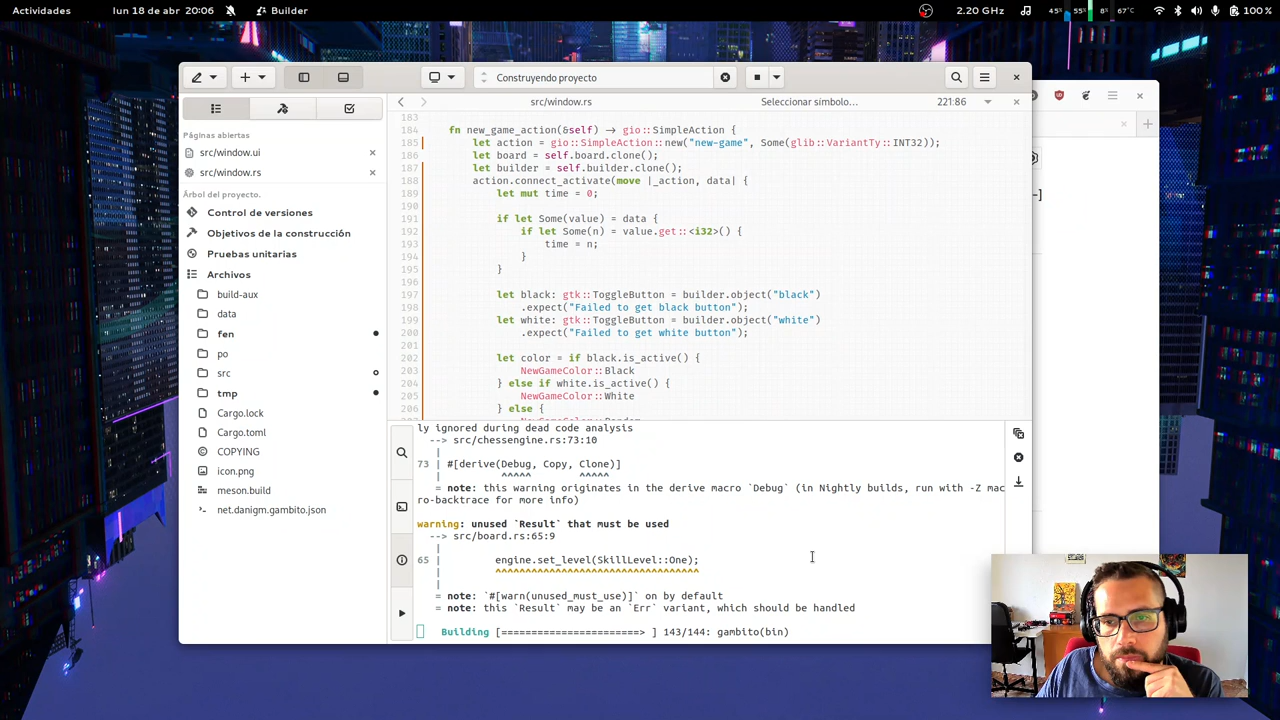 Actividades
lun 18 de abr 20:06
Builder
2.20 GHz
45%
55%
8%
67°C
100 %
Construyendo proyecto
src/window.rs
Seleccionar símbolo…
221:86
Páginas abiertas
src/window.ui
src/window.rs
Árbol del proyecto.
Control de versiones
Objetivos de la construcción
Pruebas unitarias
Archivos
build-aux
data
fen
po
src
tmp
Cargo.lock
Cargo.toml
COPYING
icon.png
meson.build
net.danigm.gambito.json
183
184 fn new_game_action(&self) -> gio::SimpleAction {
185 let action = gio::SimpleAction::new("new-game", Some(glib::VariantTy::INT32));
186 let board = self.board.clone();
187 let builder = self.builder.clone();
188 action.connect_activate(move |_action, data| {
189 let mut time = 0;
190
191 if let Some(value) = data {
192 if let Some(n) = value.get::<i32>() {
193 time = n;
194 }
195 }
196
197 let black: gtk::ToggleButton = builder.object("black")
198 .expect("Failed to get black button");
199 let white: gtk::ToggleButton = builder.object("white")
200 .expect("Failed to get white button");
201
202 let color = if black.is_active() {
203 NewGameColor::Black
204 } else if white.is_active() {
205 NewGameColor::White
206 } else {
ly ignored during dead code analysis
--> src/chessengine.rs:73:10
|
73 | #[derive(Debug, Copy, Clone)]
| ^^^^^ ^^^^^
= note: this warning originates in the derive macro `Debug` (in Nightly builds, run with -Z mac
ro-backtrace for more info)
warning: unused `Result` that must be used
--> src/board.rs:65:9
|
65 | engine.set_level(SkillLevel::One);
| ^^^^^^^^^^^^^^^^^^^^^^^^^^^^^^^^^^
|
= note: `#[warn(unused_must_use)]` on by default
= note: this `Result` may be an `Err` variant, which should be handled
Building [=======================> ] 143/144: gambito(bin)